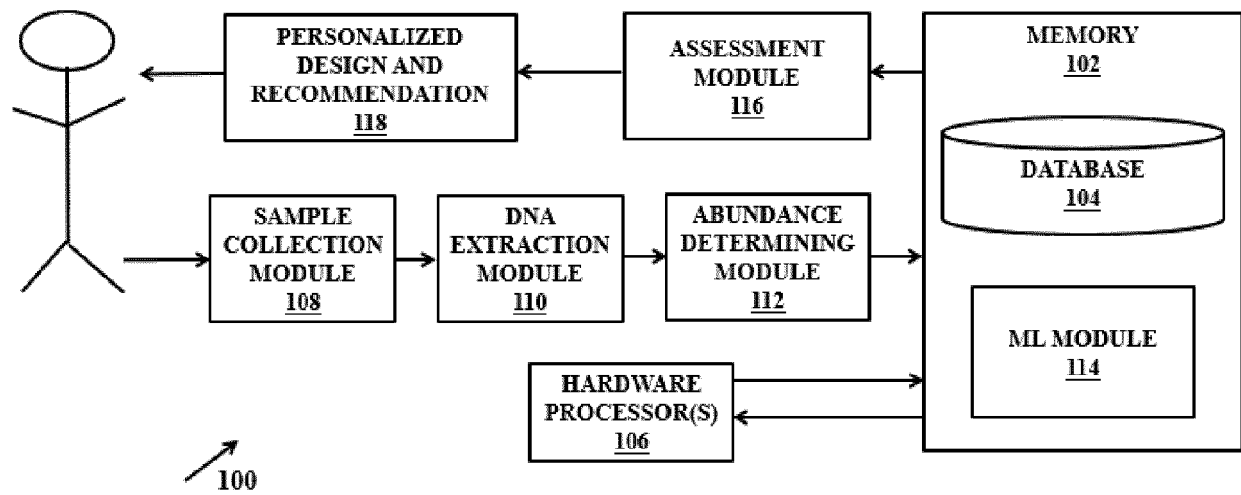 PERSONALIZED
DESIGN AND
RECOMMENDATION
118
ASSESSMENT
MODULE
116
MEMORY
102
DATABASE
104
SAMPLE
COLLECTION
MODULE
108
DNA
EXTRACTION
MODULE
110
ABUNDANCE
DETERMINING
MODULE
112
ML MODULE
114
HARDWARE
PROCESSOR(S)
106
100